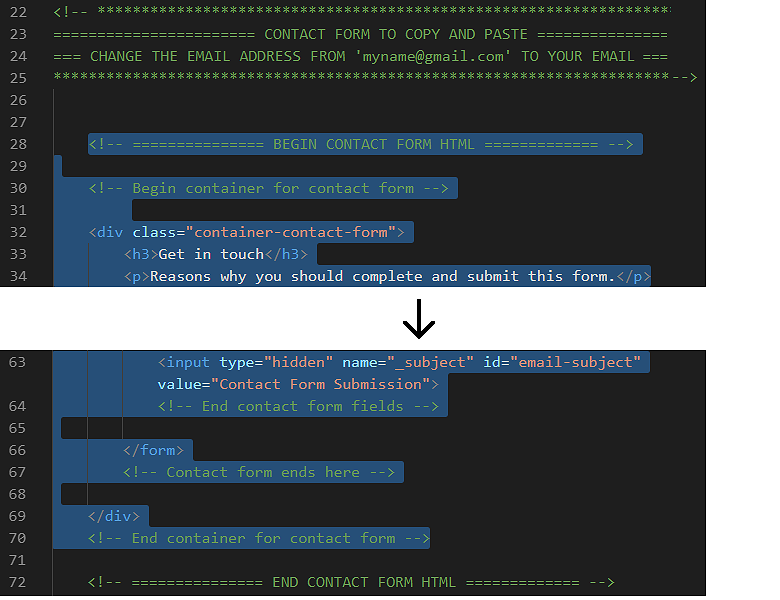 22 <!-- ******************************************************************
23 ======================= CONTACT FORM TO COPY AND PASTE ===============
24 === CHANGE THE EMAIL ADDRESS FROM 'myname@gmail.com' TO YOUR EMAIL ===
25 **********************************************************************-->
26
27
28 <!-- =============== BEGIN CONTACT FORM HTML ============= -->
29
30 <!-- Begin container for contact form -->
31
32 <div class="container-contact-form">
33 <h3>Get in touch</h3>
34 <p>Reasons why you should complete and submit this form.</p>
63 <input type="hidden" name="_subject" id="email-subject"
value="Contact Form Submission">
64 <!-- End contact form fields -->
65
66 </form>
67 <!-- Contact form ends here -->
68
69 </div>
70 <!-- End container for contact form -->
71
72 <!-- =============== END CONTACT FORM HTML ============= -->